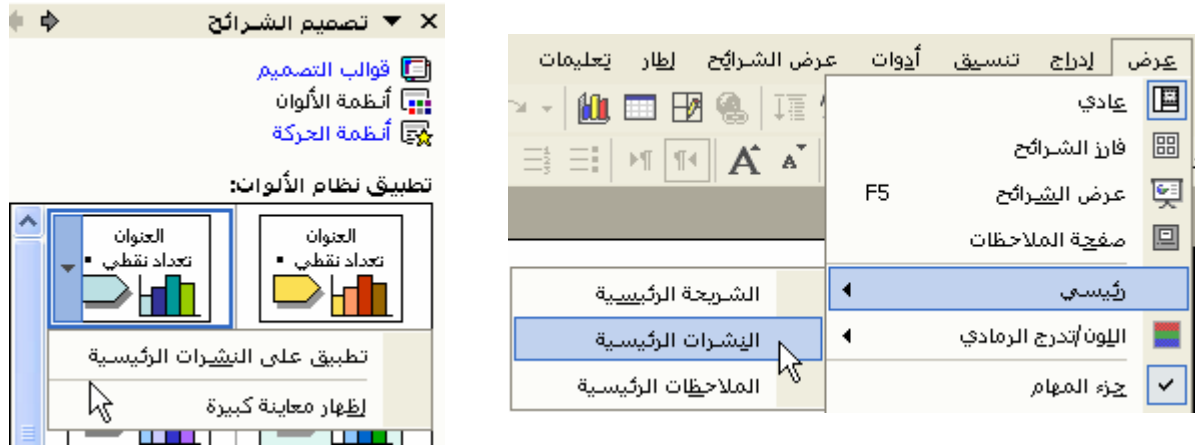 عرض إدراج تنسيق أدوات عرض الشرائح إطار تعليمات
عادي
فارز الشرائح
عرض الشرائح F5
صفحة الملاحظات
رئيسي
اللون/تدرج الرمادي
جزء المهام
الشريحة الرئيسية
النشرات الرئيسية
الملاحظات الرئيسية
تصميم الشرائح
قوالب التصميم
أنظمة الألوان
أنظمة الحركة
تطبيق نظام الألوان:
العنوان
تعداد نقطي
العنوان
تعداد نقطي
تطبيق على النشرات الرئيسية
إظهار معاينة كبيرة